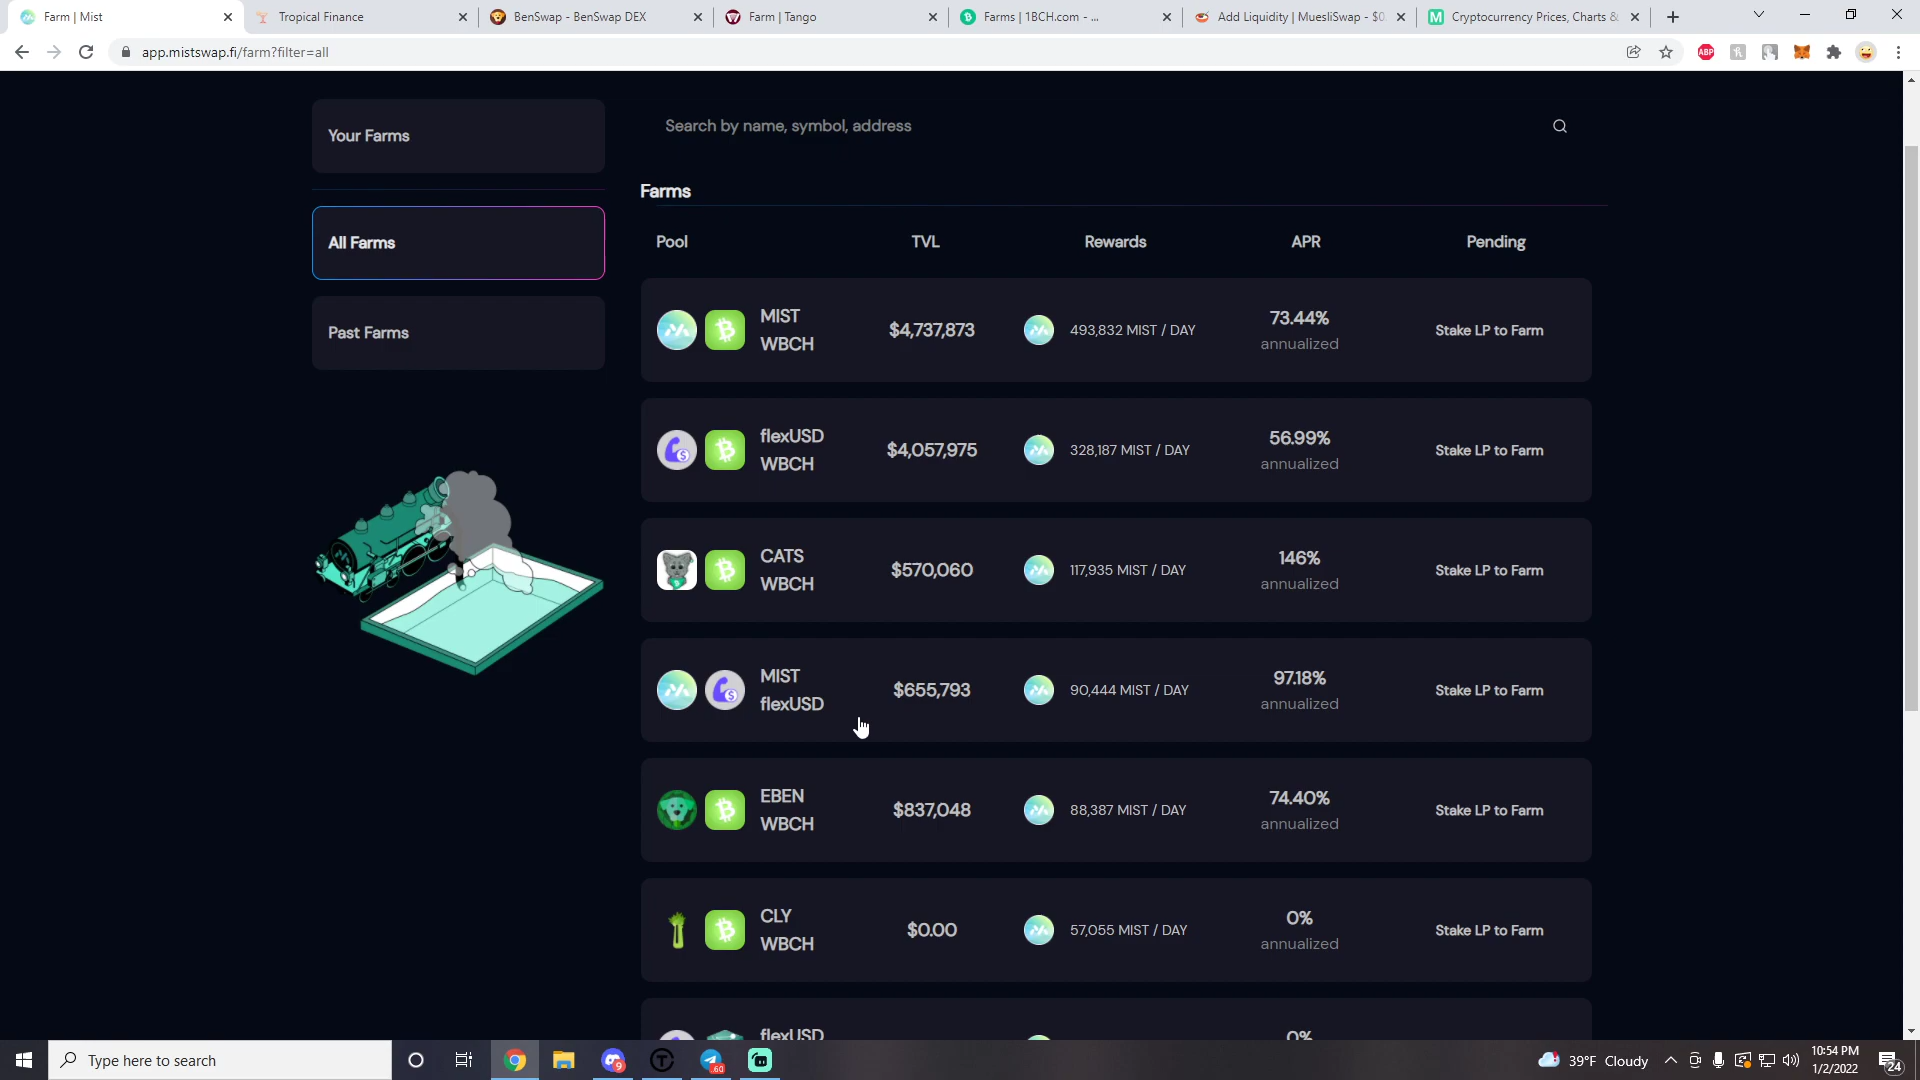 Farm | Mist
Tropical Finance
BenSwap - BenSwap DEX
Farm | Tango
Farms | 1BCH.com - ...
Add Liquidity | MuesliSwap - $0.
Cryptocurrency Prices, Charts &
app.mistswap.fi/farm?filter=all
ABP
Your Farms
All Farms
Past Farms
Search by name, symbol, address
Farms
Pool TVL Rewards APR Pending
MIST
WBCH
$4,737,873
493,832 MIST / DAY
73.44%
annualized
Stake LP to Farm
flexUSD
WBCH
$4,057,975
328,187 MIST / DAY
56.99%
annualized
Stake LP to Farm
CATS
WBCH
$570,060
117,935 MIST / DAY
146%
annualized
Stake LP to Farm
MIST
flexUSD
$655,793
90,444 MIST / DAY
97.18%
annualized
Stake LP to Farm
EBEN
WBCH
$837,048
88,387 MIST / DAY
74.40%
annualized
Stake LP to Farm
CLY
WBCH
$0.00
57,055 MIST / DAY
0%
annualized
Stake LP to Farm
flexUSD
0%
Type here to search
9
60
39°F Cloudy
10:54 PM
1/2/2022
24